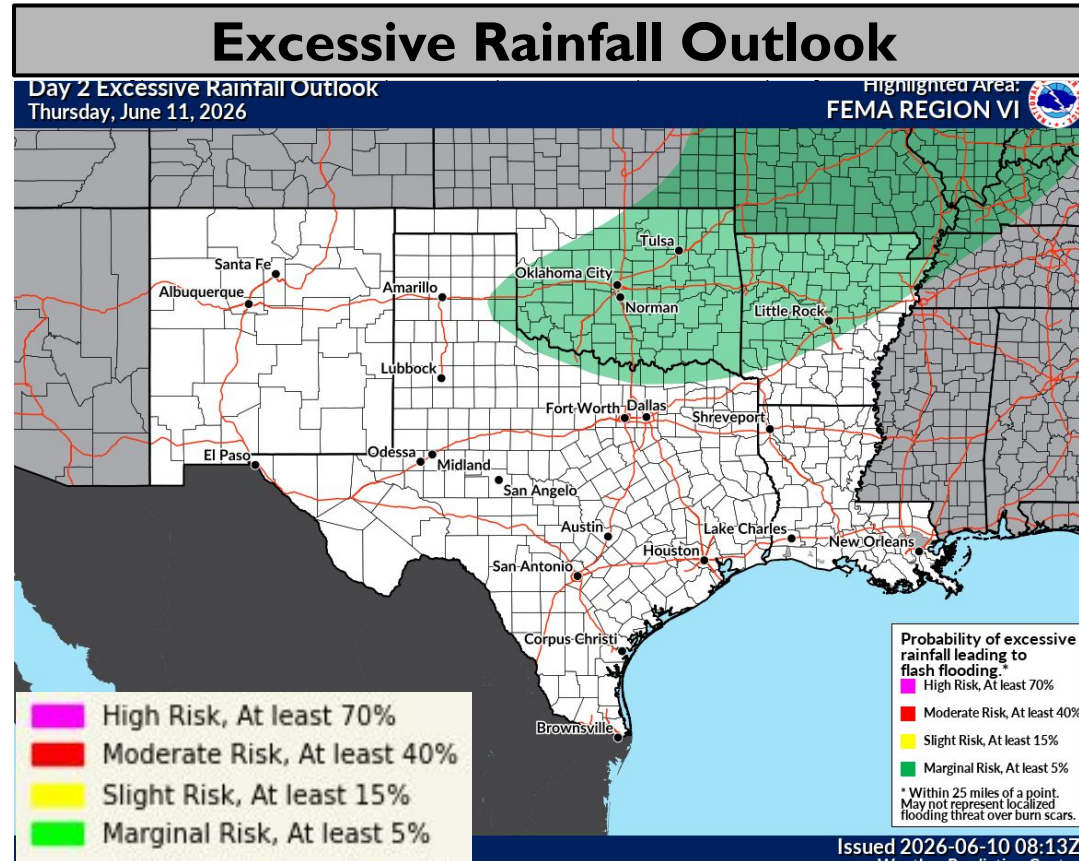 Excessive Rainfall Outlook
Day 2 Excessive Rainfall Outlook
Thursday, June 11, 2026
Highlighted Area:
FEMA REGION VI
Tulsa
Santa Fe
Oklahoma City
Albuquerque
Amarillo
Norman
Little Rock
Lubbock
Fort Worth
Dallas
Shreveport
El Paso
Odessa
Midland
San Angelo
Austin
Lake Charles
Houston
New Orleans
San Antonio
Corpus Christi
Brownsville
Probability of excessive
rainfall leading to
flash flooding.*
High Risk, At least 70%
Moderate Risk, At least 40%
Slight Risk, At least 15%
Marginal Risk, At least 5%
* Within 25 miles of a point.
May not represent localized
flooding threat over burn scars.
High Risk, At least 70%
Moderate Risk, At least 40%
Slight Risk, At least 15%
Marginal Risk, At least 5%
Issued 2026-06-10 08:13Z